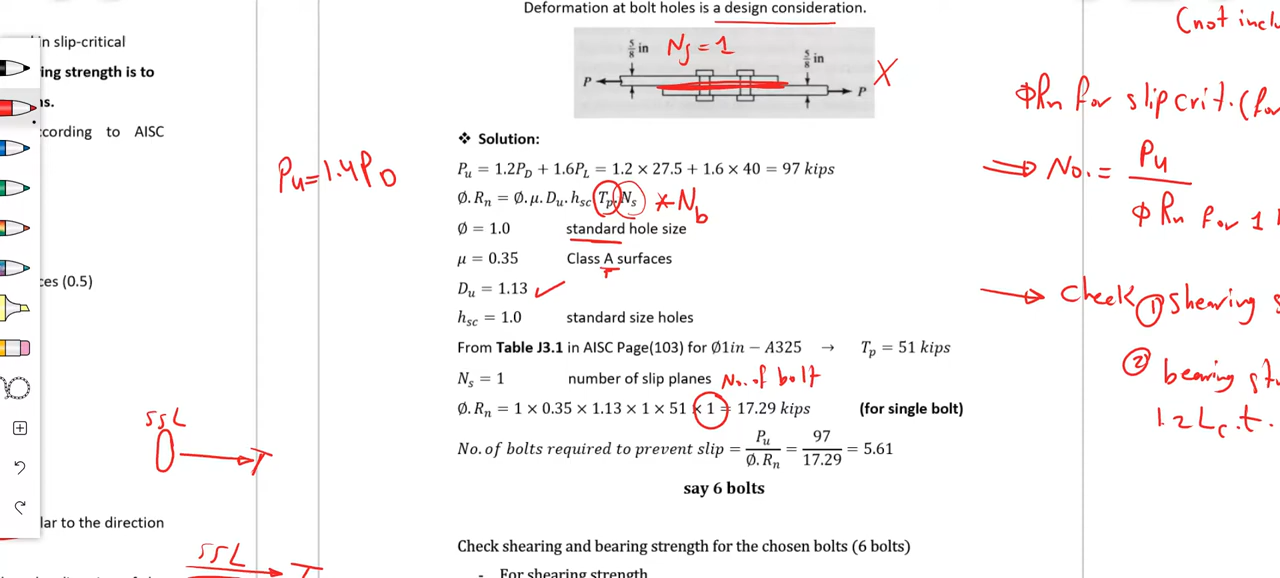 Deformation at bolt holes is a design consideration.
in slip-critical
ing strength is to
ns.
ccording to AISC
ces (0.5)
lar to the direction
5/8 in
Ns = 1
5/8 in
P
P
X
❖ Solution:
Pu = 1.4PD
Pu = 1.2PD + 1.6PL = 1.2 × 27.5 + 1.6 × 40 = 97 kips
Ø.Rn = Ø.μ.Du.hsc Tp.Ns * Nb
Ø = 1.0 standard hole size
μ = 0.35 Class A surfaces
Du = 1.13 ✓
hsc = 1.0 standard size holes
From Table J3.1 in AISC Page(103) for Ø1in − A325 → Tp = 51 kips
Ns = 1 number of slip planes No. of bolt
Ø.Rn = 1 × 0.35 × 1.13 × 1 × 51 × 1 = 17.29 kips (for single bolt)
No. of bolts required to prevent slip = Pu / Ø.Rn = 97 / 17.29 = 5.61
say 6 bolts
Check shearing and bearing strength for the chosen bolts (6 bolts)
- For shearing strength
SSL
T
SSL
T
(not inclu
ΦRn for slip crit. (fo
⇒ No. = Pu / Φ Rn for 1
→ Check ① shearing s
② bearing st
1.2 Lc.t.